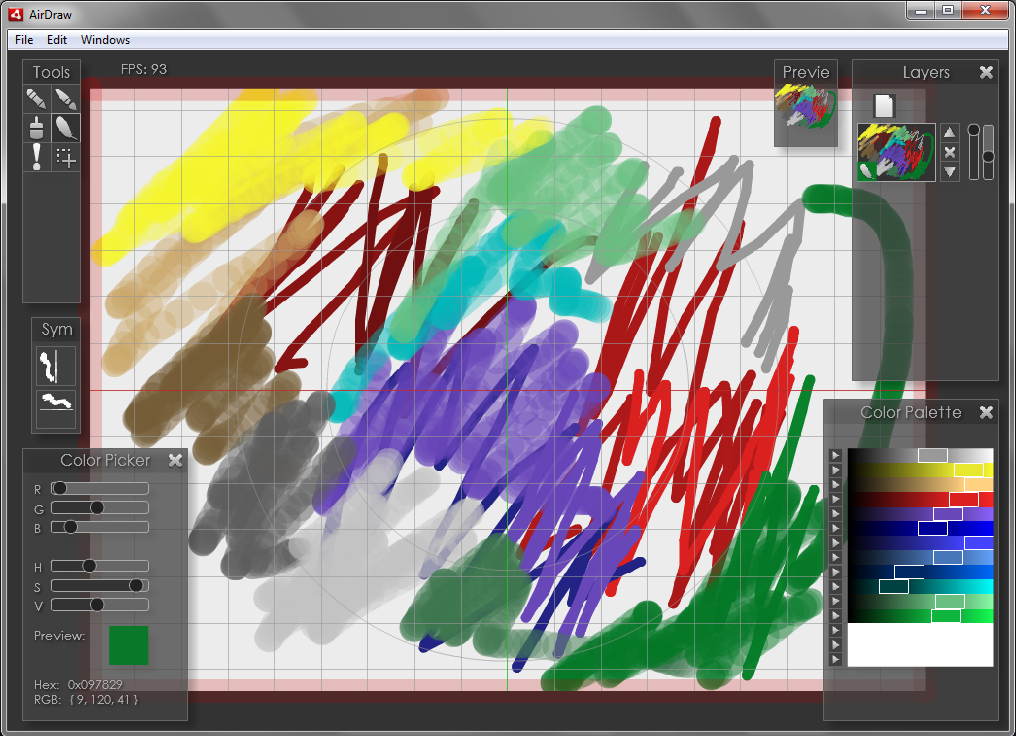 AirDraw
File Edit Windows
Tools
FPS: 93
Previe
Layers
Sym
Color Palette
Color Picker
R
G
B
H
S
V
Preview:
Hex: 0x097829
RGB: { 9, 120, 41 }